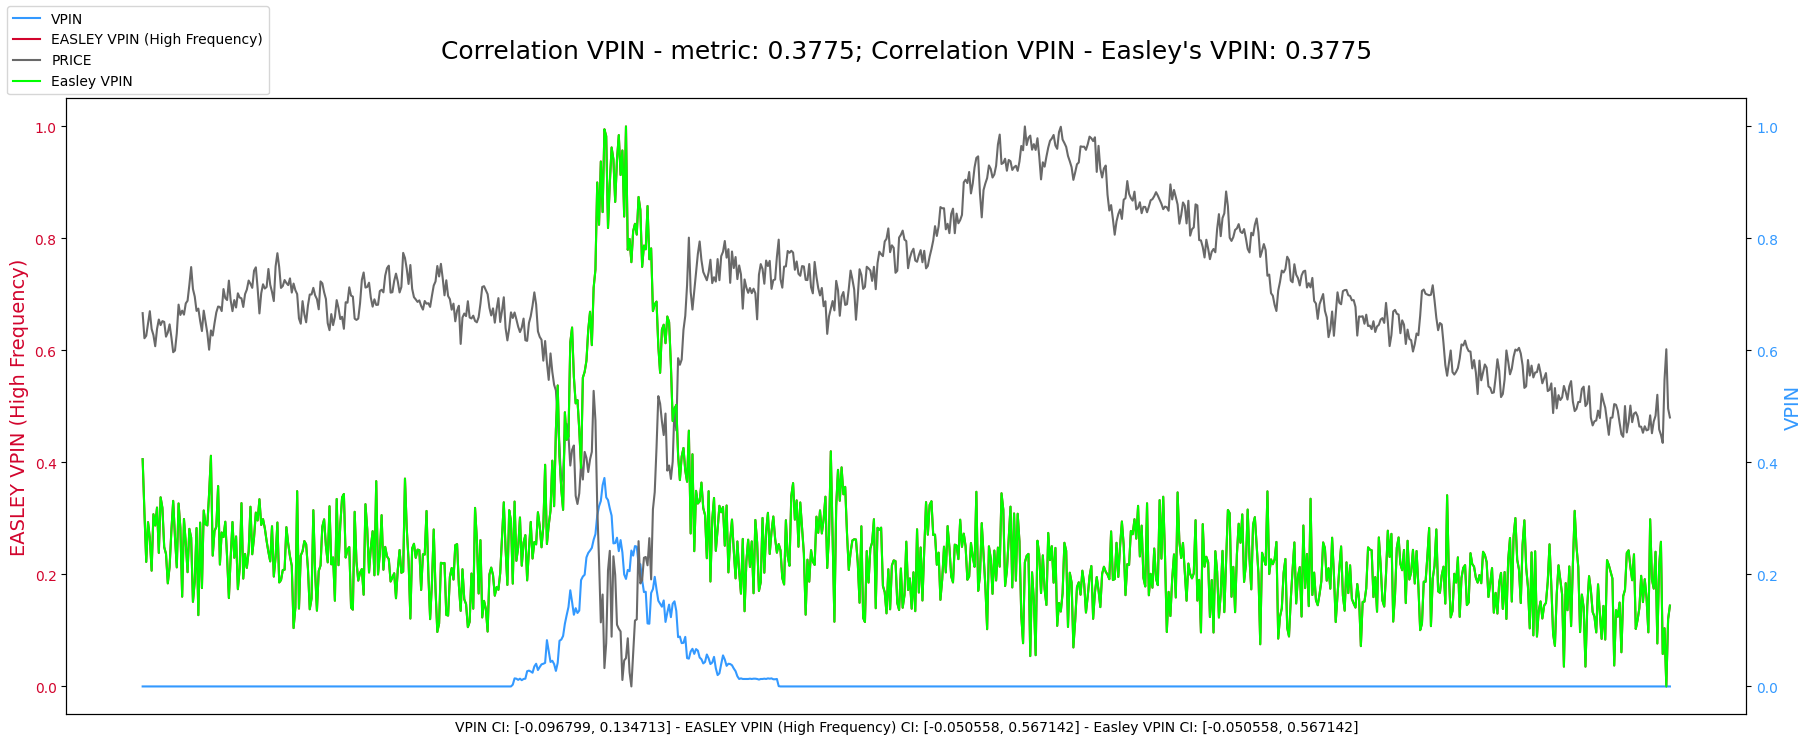 VPIN
EASLEY VPIN (High Frequency)
PRICE
Easley VPIN
Correlation VPIN - metric: 0.3775; Correlation VPIN - Easley's VPIN: 0.3775
EASLEY VPIN (High Frequency)
1.0
0.8
0.6
0.4
0.2
0.0
1.0
0.8
0.6
0.4
0.2
0.0
VPIN
VPIN CI: [-0.096799, 0.134713] - EASLEY VPIN (High Frequency) CI: [-0.050558, 0.567142] - Easley VPIN CI: [-0.050558, 0.567142]